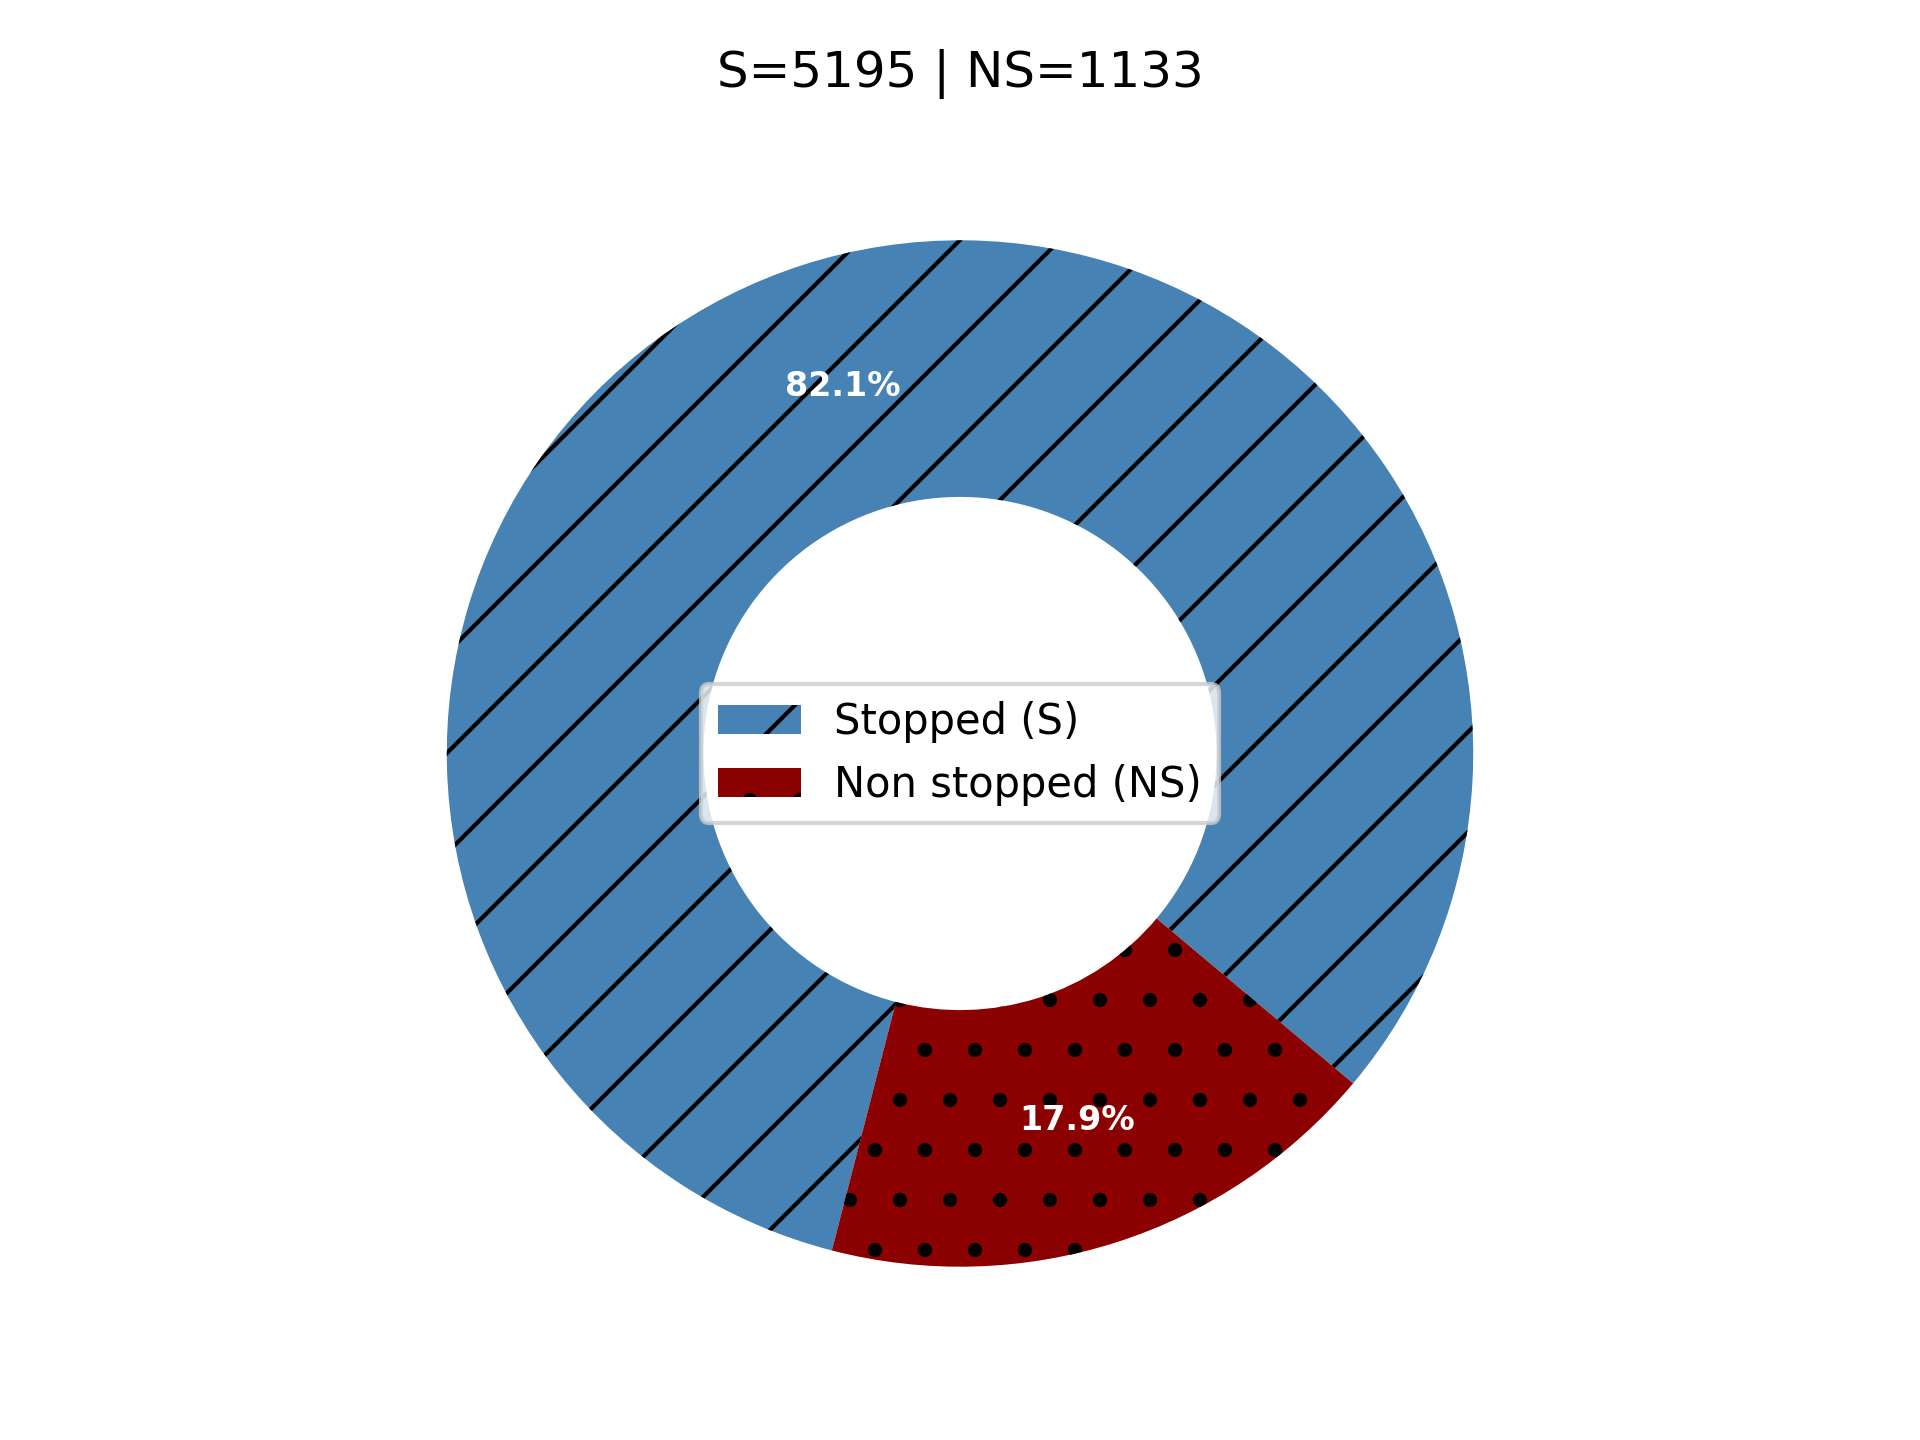 S=5195 | NS=1133
82.1%
Stopped (S)
Non stopped (NS)
17.9%